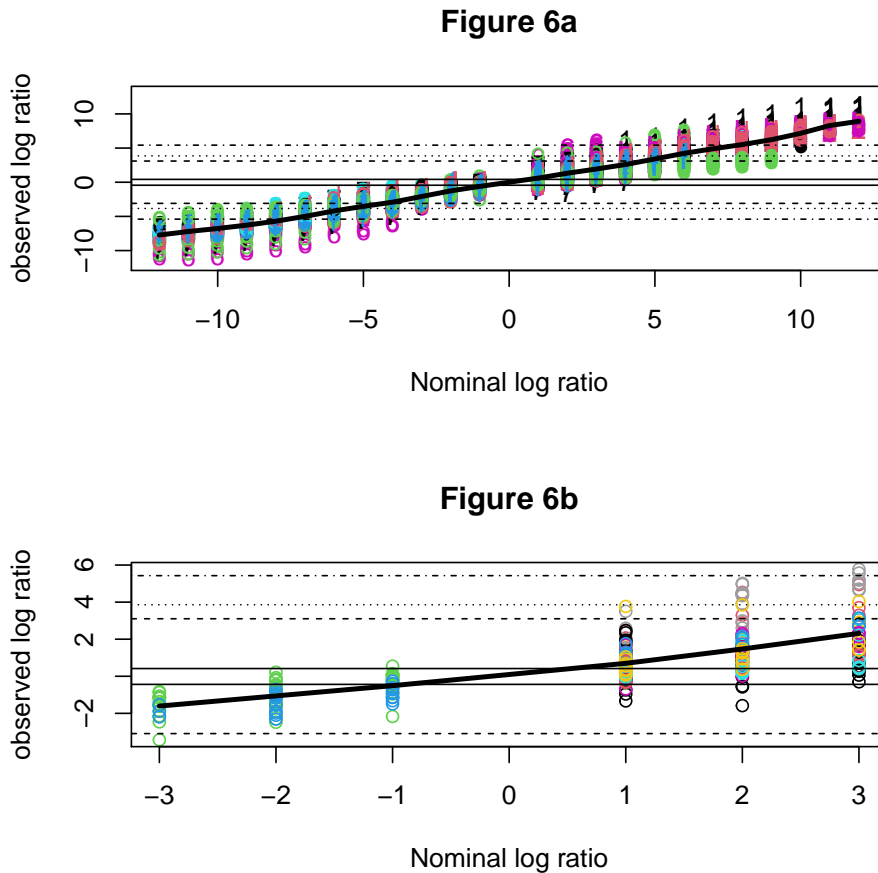 Figure 6a
observed log ratio
10
0
−10
−10 −5 0 5 10
Nominal log ratio
Figure 6b
observed log ratio
6
4
2
−2
−3 −2 −1 0 1 2 3
Nominal log ratio